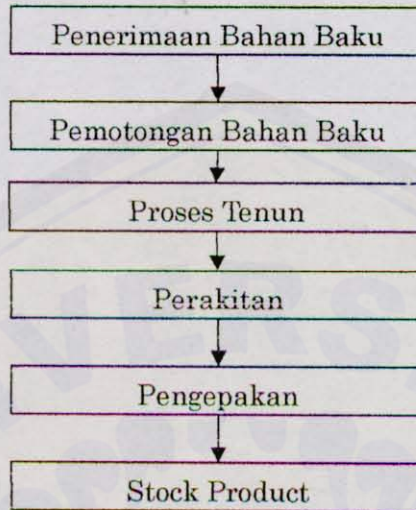 Penerimaan Bahan Baku
Pemotongan Bahan Baku
Proses Tenun
Perakitan
Pengepakan
Stock Product